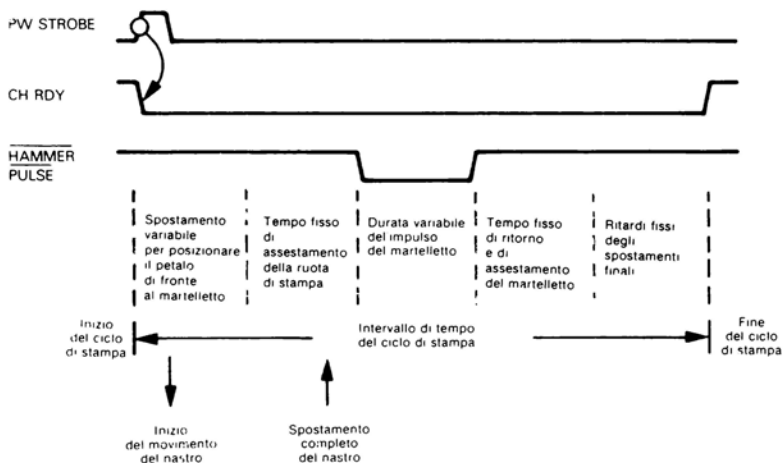 PW STROBE
CH RDY
HAMMER
PULSE
Spostamento
variabile
per posizionare
il petalo
di fronte
al martelletto
Tempo fisso
di
assestamento
della ruota
di stampa
Durata variabile
del impulso
del martelletto
Tempo fisso
di ritorno
e di
assestamento
del martelletto
Ritardi fissi
degli
spostamenti
finali
Inizio
del ciclo
di stampa
Intervallo di tempo
del ciclo di stampa
Fine
del ciclo
di stampa
Inizio
del movimento
del nastro
Spostamento
completo
del nastro